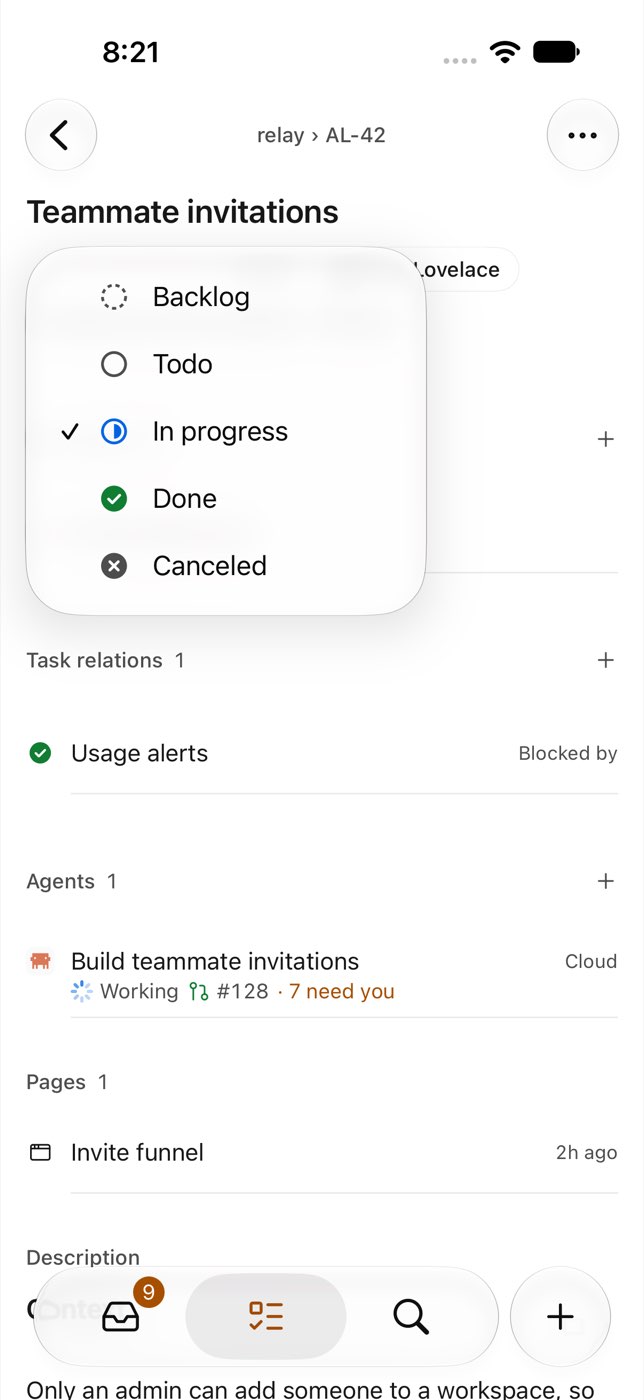 8:21
relay › AL-42
Teammate invitations
Lovelace
Backlog
Todo
In progress
Done
Canceled
Task relations 1
Usage alerts
Blocked by
Agents 1
Build teammate invitations
Cloud
Working #128 · 7 need you
Pages 1
Invite funnel
2h ago
Description
9
Only an admin can add someone to a workspace, so